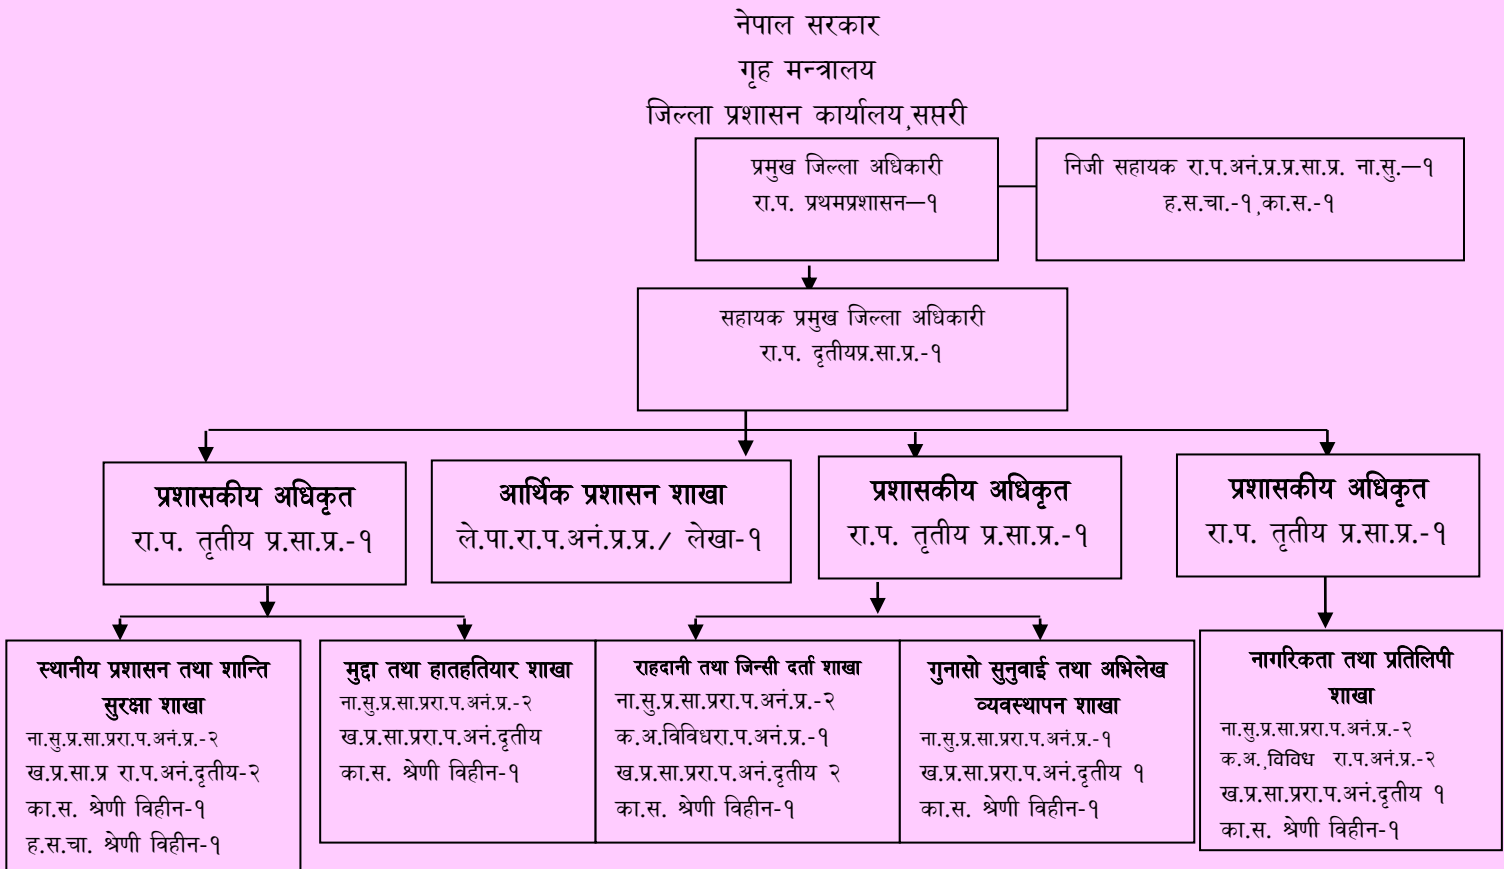 नेपाल सरकार
गृह मन्त्रालय
जिल्ला प्रशासन कार्यालय,सप्तरी
प्रमुख जिल्ला अधिकारी
रा.प. प्रथमप्रशासन—१
निजी सहायक रा.प.अनं.प्र.प्र.सा.प्र. ना.सु.—१
ह.स.चा.-१,का.स.-१
सहायक प्रमुख जिल्ला अधिकारी
रा.प. दृतीयप्र.सा.प्र.-१
प्रशासकीय अधिकृत
रा.प. तृतीय प्र.सा.प्र.-१
आर्थिक प्रशासन शाखा
ले.पा.रा.प.अनं.प्र.प्र./ लेखा-१
प्रशासकीय अधिकृत
रा.प. तृतीय प्र.सा.प्र.-१
प्रशासकीय अधिकृत
रा.प. तृतीय प्र.सा.प्र.-१
स्थानीय प्रशासन तथा शान्ति
सुरक्षा शाखा
ना.सु.प्र.सा.प्ररा.प.अनं.प्र.-२
ख.प्र.सा.प्र रा.प.अनं.दृतीय-२
का.स. श्रेणी विहीन-१
ह.स.चा. श्रेणी विहीन-१
मुद्दा तथा हातहतियार शाखा
ना.सु.प्र.सा.प्ररा.प.अनं.प्र.-२
ख.प्र.सा.प्ररा.प.अनं.दृतीय
का.स. श्रेणी विहीन-१
राहदानी तथा जिन्सी दर्ता शाखा
ना.सु.प्र.सा.प्ररा.प.अनं.प्र.-२
क.अ.विविधरा.प.अनं.प्र.-१
ख.प्र.सा.प्ररा.प.अनं.दृतीय २
का.स. श्रेणी विहीन-१
गुनासो सुनुवाई तथा अभिलेख
व्यवस्थापन शाखा
ना.सु.प्र.सा.प्ररा.प.अनं.प्र.-१
ख.प्र.सा.प्ररा.प.अनं.दृतीय १
का.स. श्रेणी विहीन-१
नागरिकता तथा प्रतिलिपी
शाखा
ना.सु.प्र.सा.प्ररा.प.अनं.प्र.-२
क.अ.,विविध रा.प.अनं.प्र.-२
ख.प्र.सा.प्ररा.प.अनं.दृतीय १
का.स. श्रेणी विहीन-१